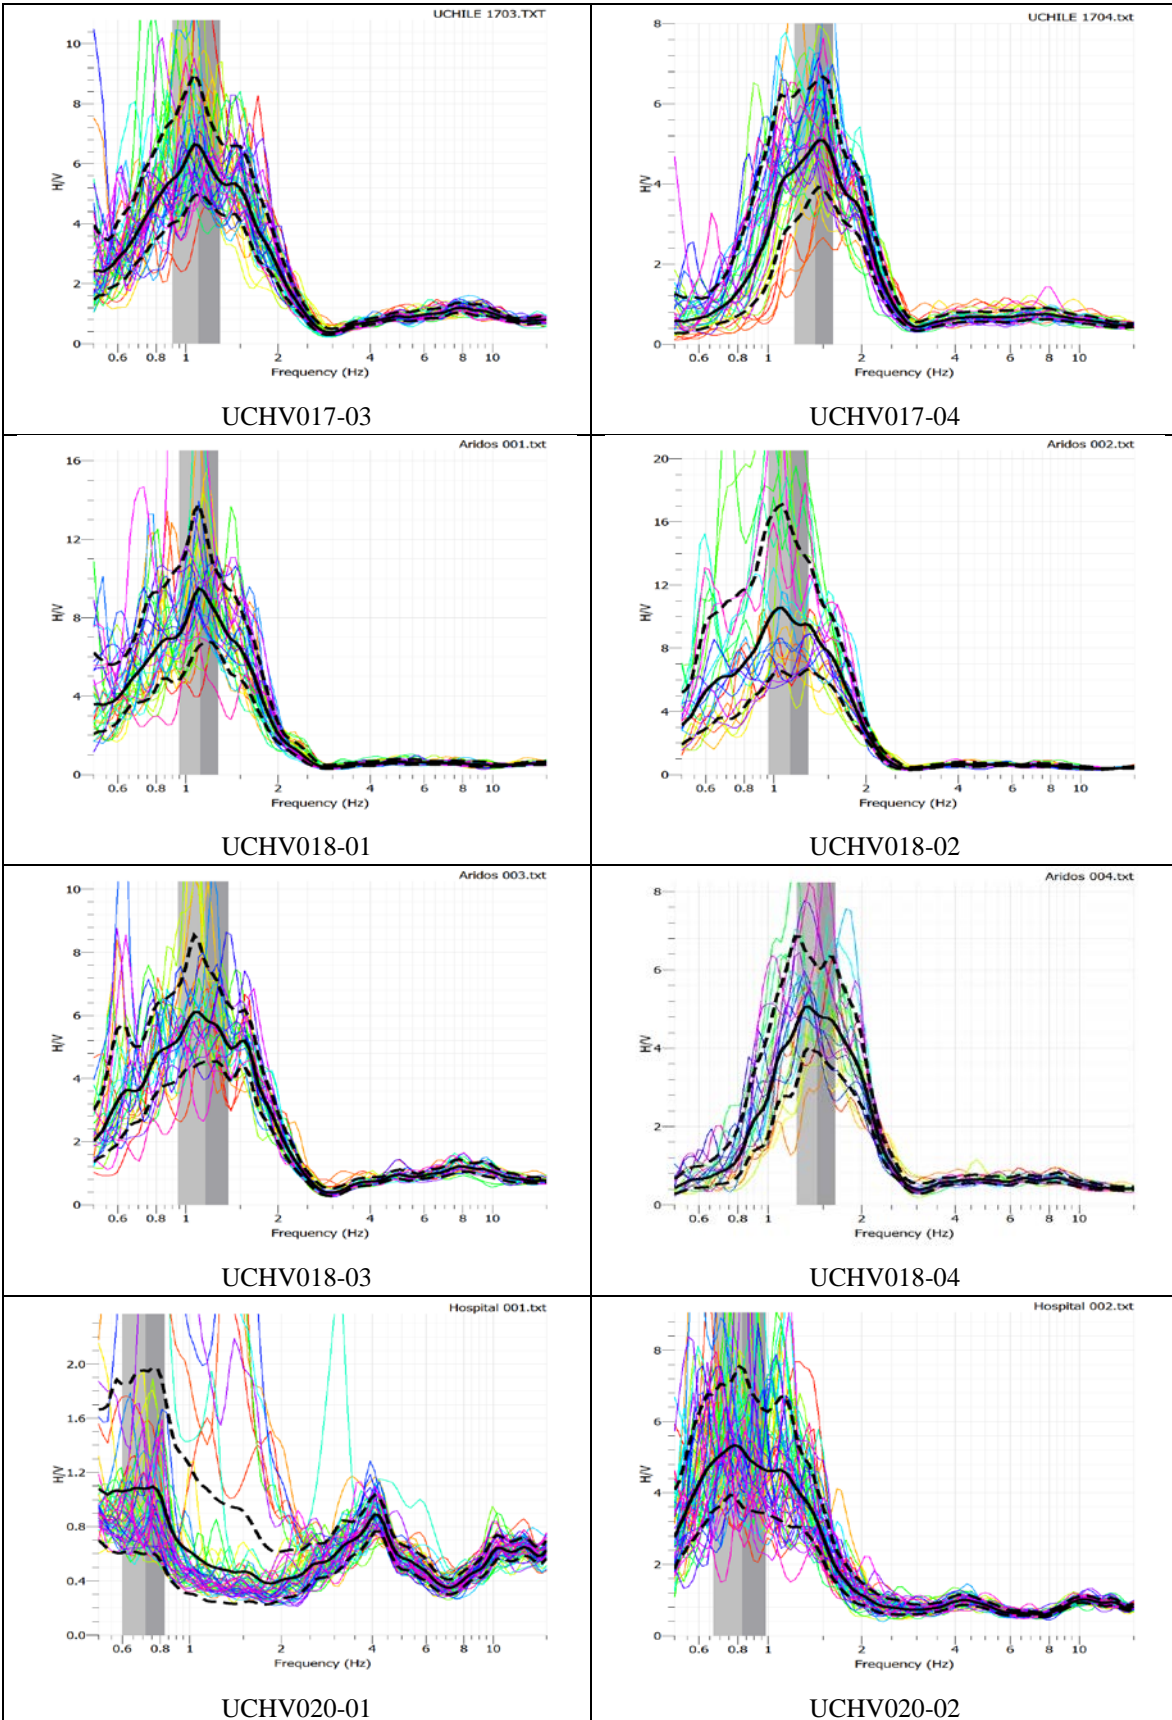 UCHILE 1703.TXT
10
8
6
4
2
0
H/V
0.6 0.8 1 2 4 6 8 10
Frequency (Hz)
UCHV017-03
UCHILE 1704.txt
8
6
4
2
0
H/V
0.6 0.8 1 2 4 6 8 10
Frequency (Hz)
UCHV017-04
Aridos 001.txt
16
12
8
4
0
H/V
0.6 0.8 1 2 4 6 8 10
Frequency (Hz)
UCHV018-01
Aridos 002.txt
20
16
12
8
4
0
H/V
0.6 0.8 1 2 4 6 8 10
Frequency (Hz)
UCHV018-02
Aridos 003.txt
10
8
6
4
2
0
H/V
0.6 0.8 1 2 4 6 8 10
Frequency (Hz)
UCHV018-03
Aridos 004.txt
8
6
4
2
0
H/V
0.6 0.8 1 2 4 6 8 10
Frequency (Hz)
UCHV018-04
Hospital 001.txt
2.0
1.6
1.2
0.8
0.4
0.0
H/V
0.6 0.8 1 2 4 6 8 10
Frequency (Hz)
UCHV020-01
Hospital 002.txt
8
6
4
2
0
H/V
0.6 0.8 1 2 4 6 8 10
Frequency (Hz)
UCHV020-02